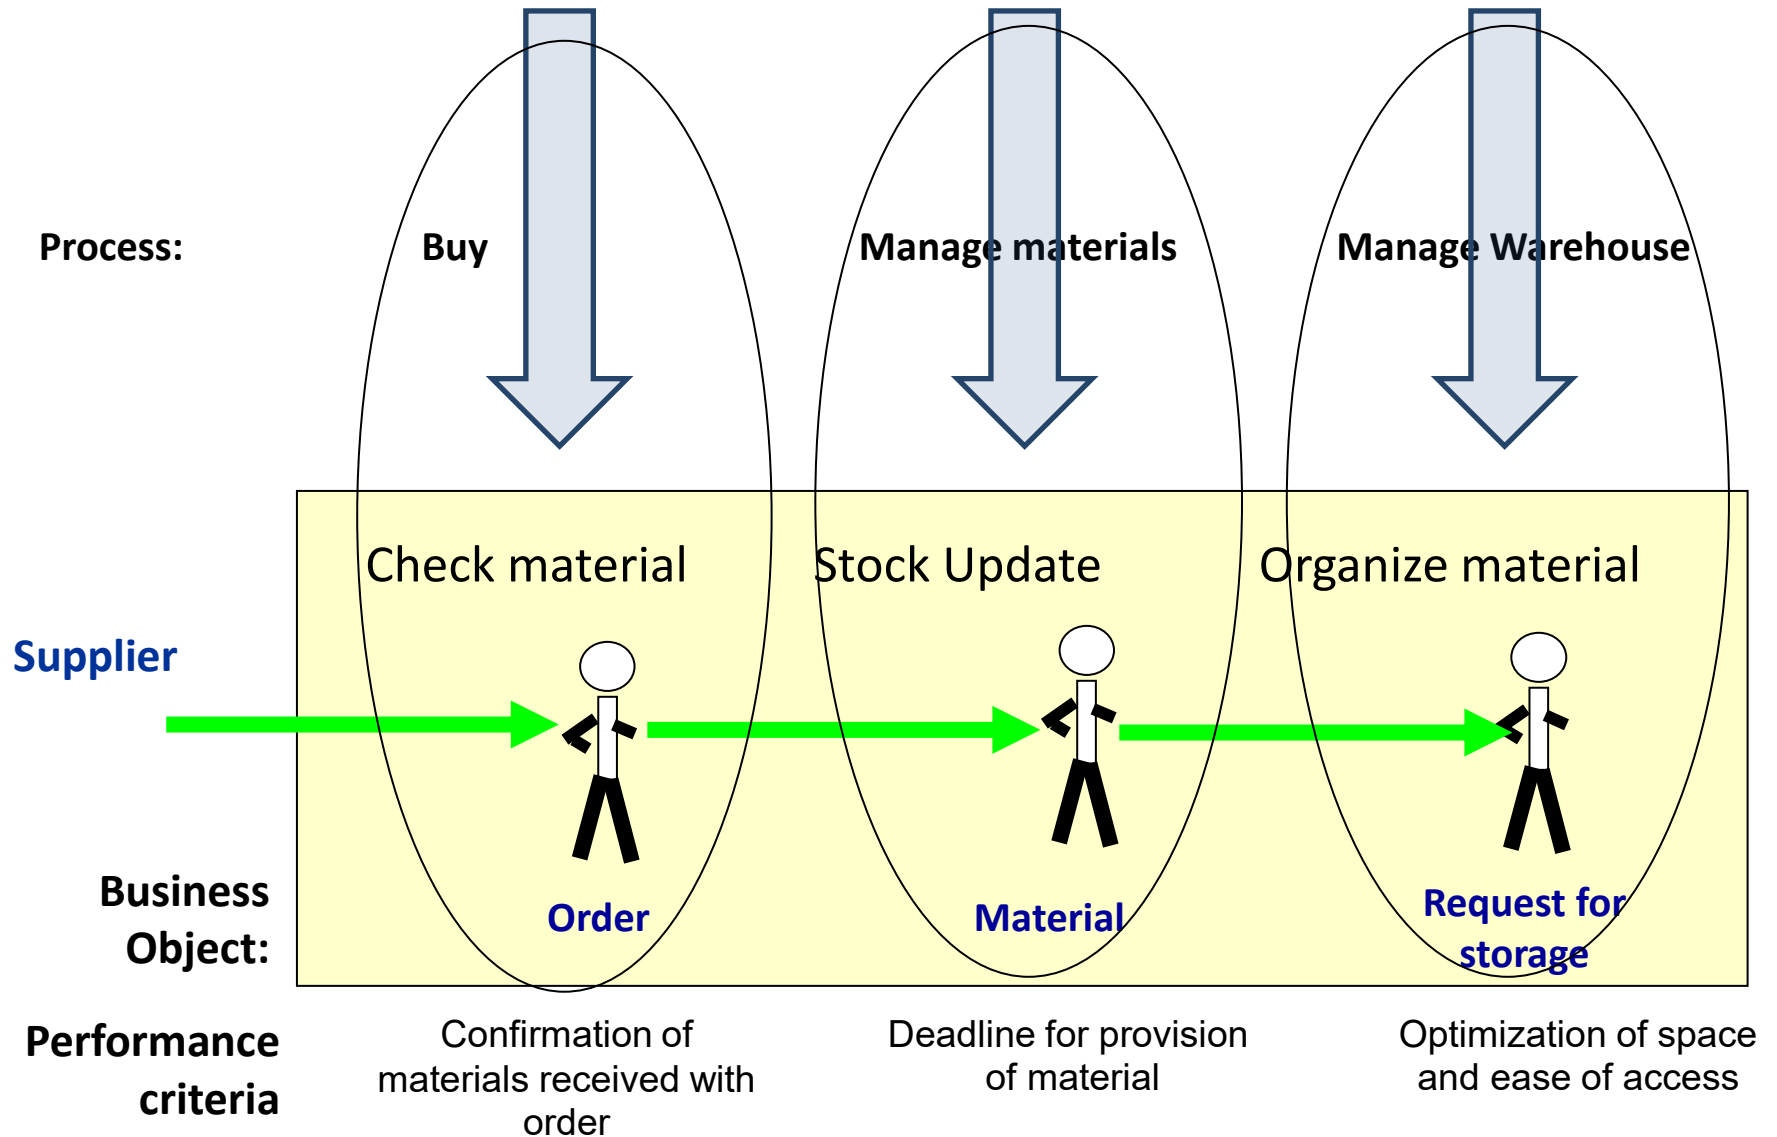 Process:
Buy
Manage materials
Manage Warehouse
Check material
Stock Update
Organize material
Supplier
Business
Object:
Order
Material
Request for
storage
Performance
criteria
Confirmation of
materials received with
order
Deadline for provision
of material
Optimization of space
and ease of access